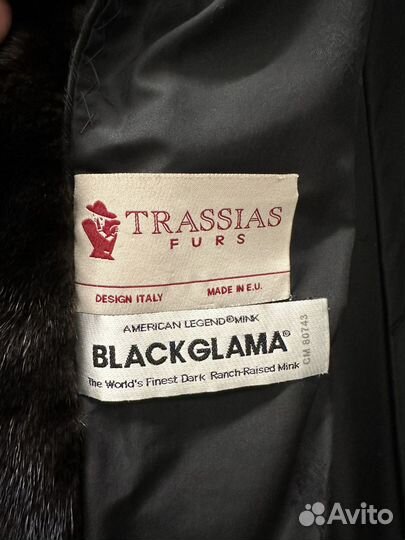 TRASSIAS
FURS
DESIGN ITALY MADE IN E.U.
AMERICAN LEGEND®MINK
BLACKGLAMA®
The World's Finest Dark Ranch-Raised Mink
CM 80743
Avito